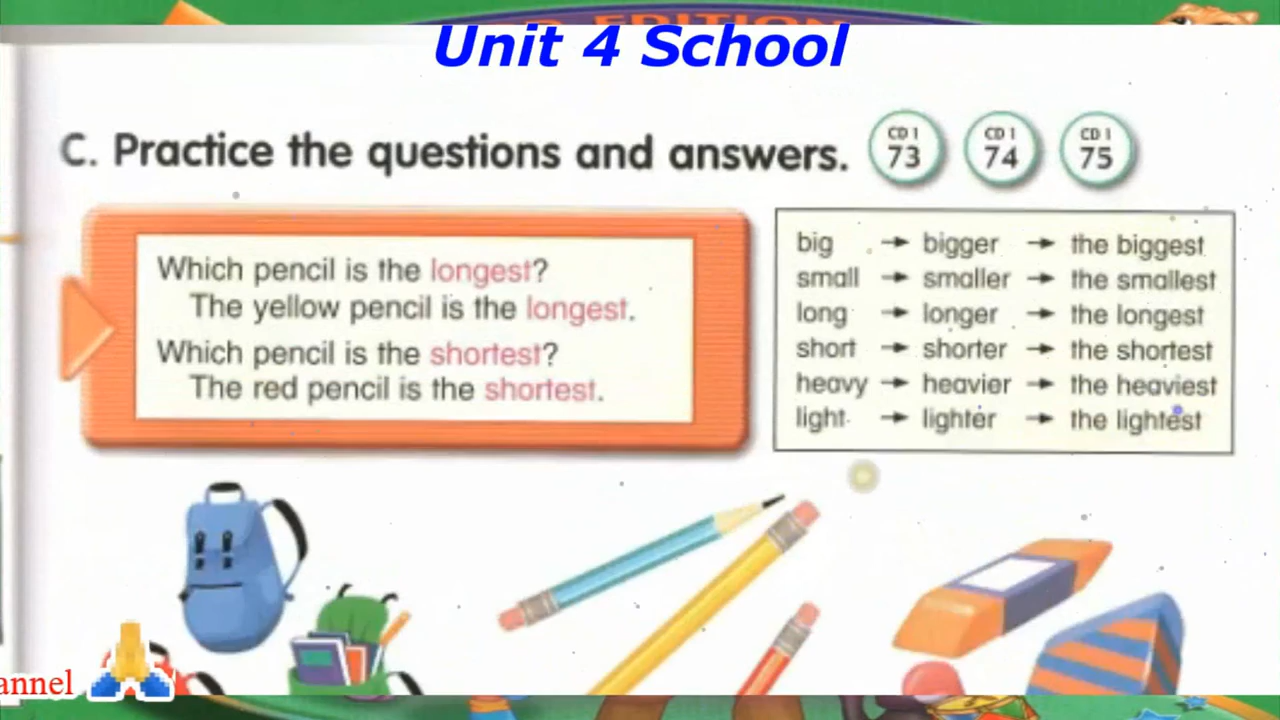 EDITION
Unit 4 School
C. Practice the questions and answers.
CD 1
73
CD 1
74
CD 1
75
Which pencil is the longest?
The yellow pencil is the longest.
Which pencil is the shortest?
The red pencil is the shortest.
big → bigger → the biggest
small → smaller → the smallest
long → longer → the longest
short → shorter → the shortest
heavy → heavier → the heaviest
light → lighter → the lightest
annel